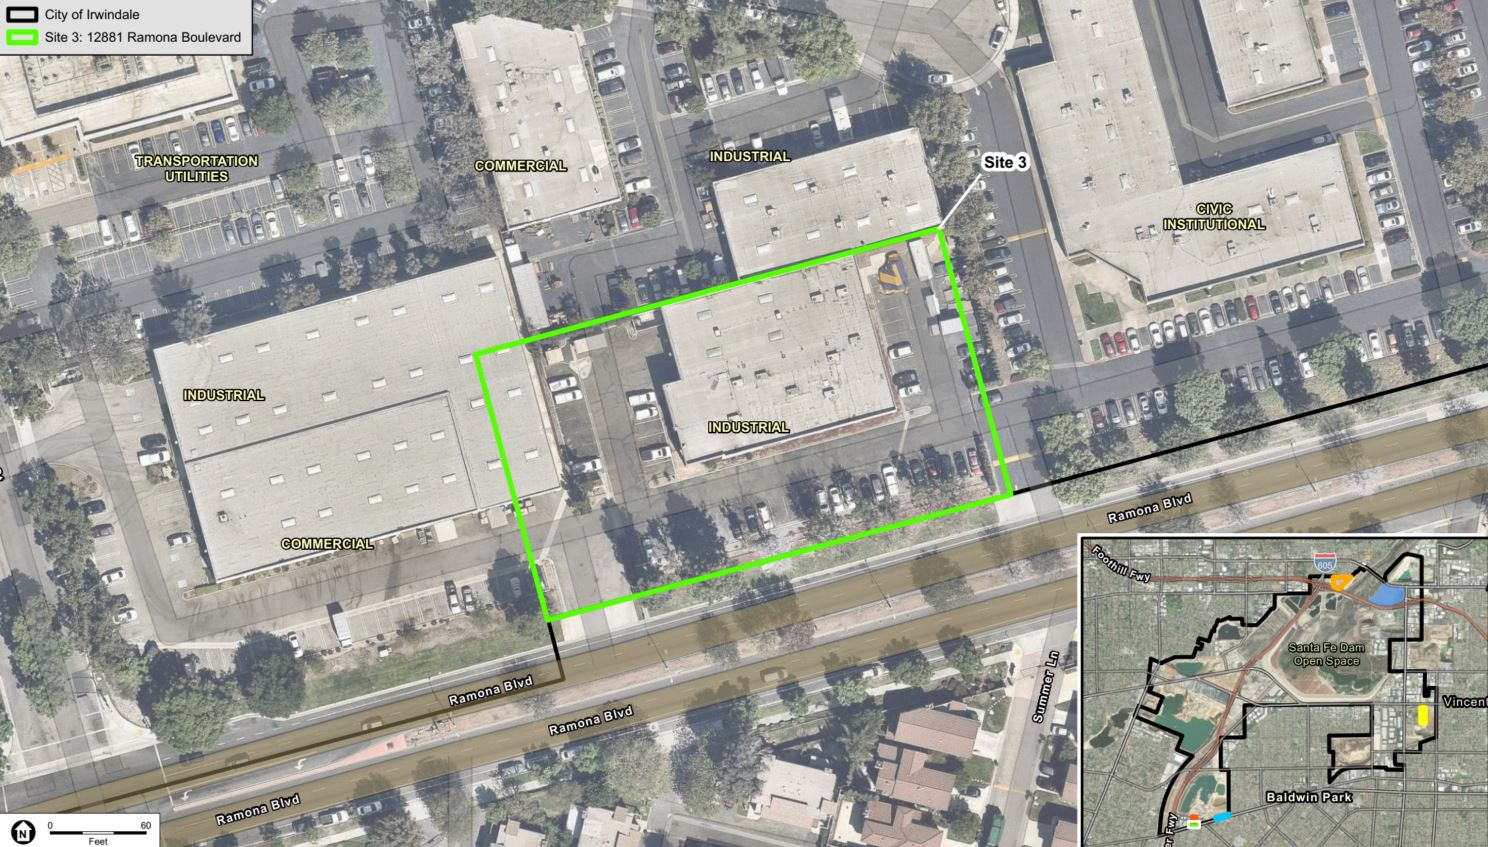 City of Irwindale
Site 3: 12881 Ramona Boulevard
TRANSPORTATION
UTILITIES
COMMERCIAL
INDUSTRIAL
Site 3
CIVIC
INSTITUTIONAL
INDUSTRIAL
INDUSTRIAL
COMMERCIAL
Ramona Blvd
Ramona Blvd
Ramona Blvd
Ramona Blvd
Summer Ln
N
0 60
Feet
Foothill Fwy
605
Santa Fe Dam
Open Space
Vincent
Baldwin Park
er Fwy